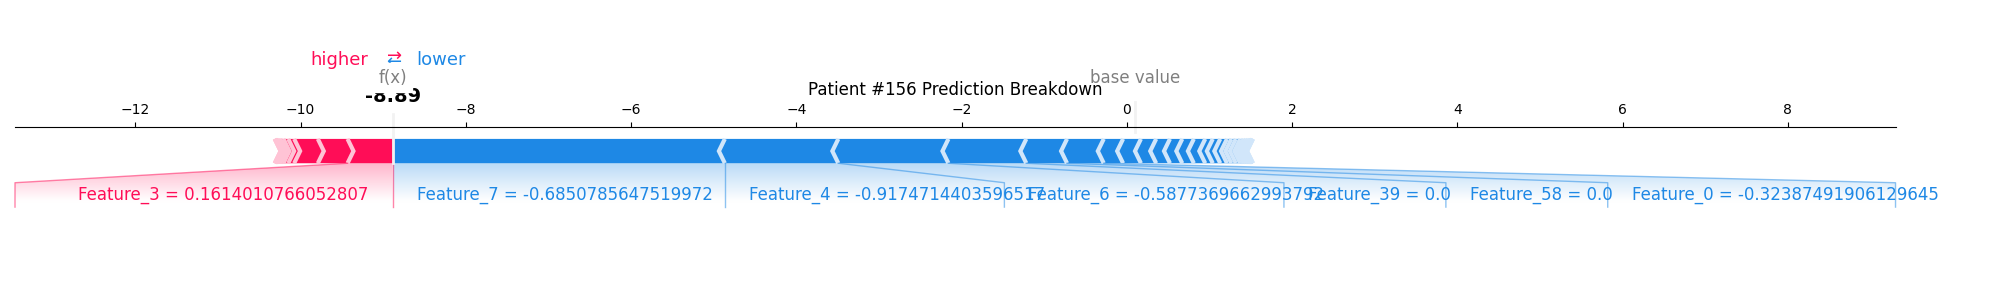 higher ⇄ lower
f(x)
base value
-8.89
Patient #156 Prediction Breakdown
−12 −10 −8 −6 −4 −2 0 2 4 6 8
Feature_3 = 0.1614010766052807 Feature_7 = -0.6850785647519972 Feature_4 = -0.9174714403596517 Feature_6 = -0.5877369662993792 Feature_39 = 0.0 Feature_58 = 0.0 Feature_0 = -0.32387491906129645